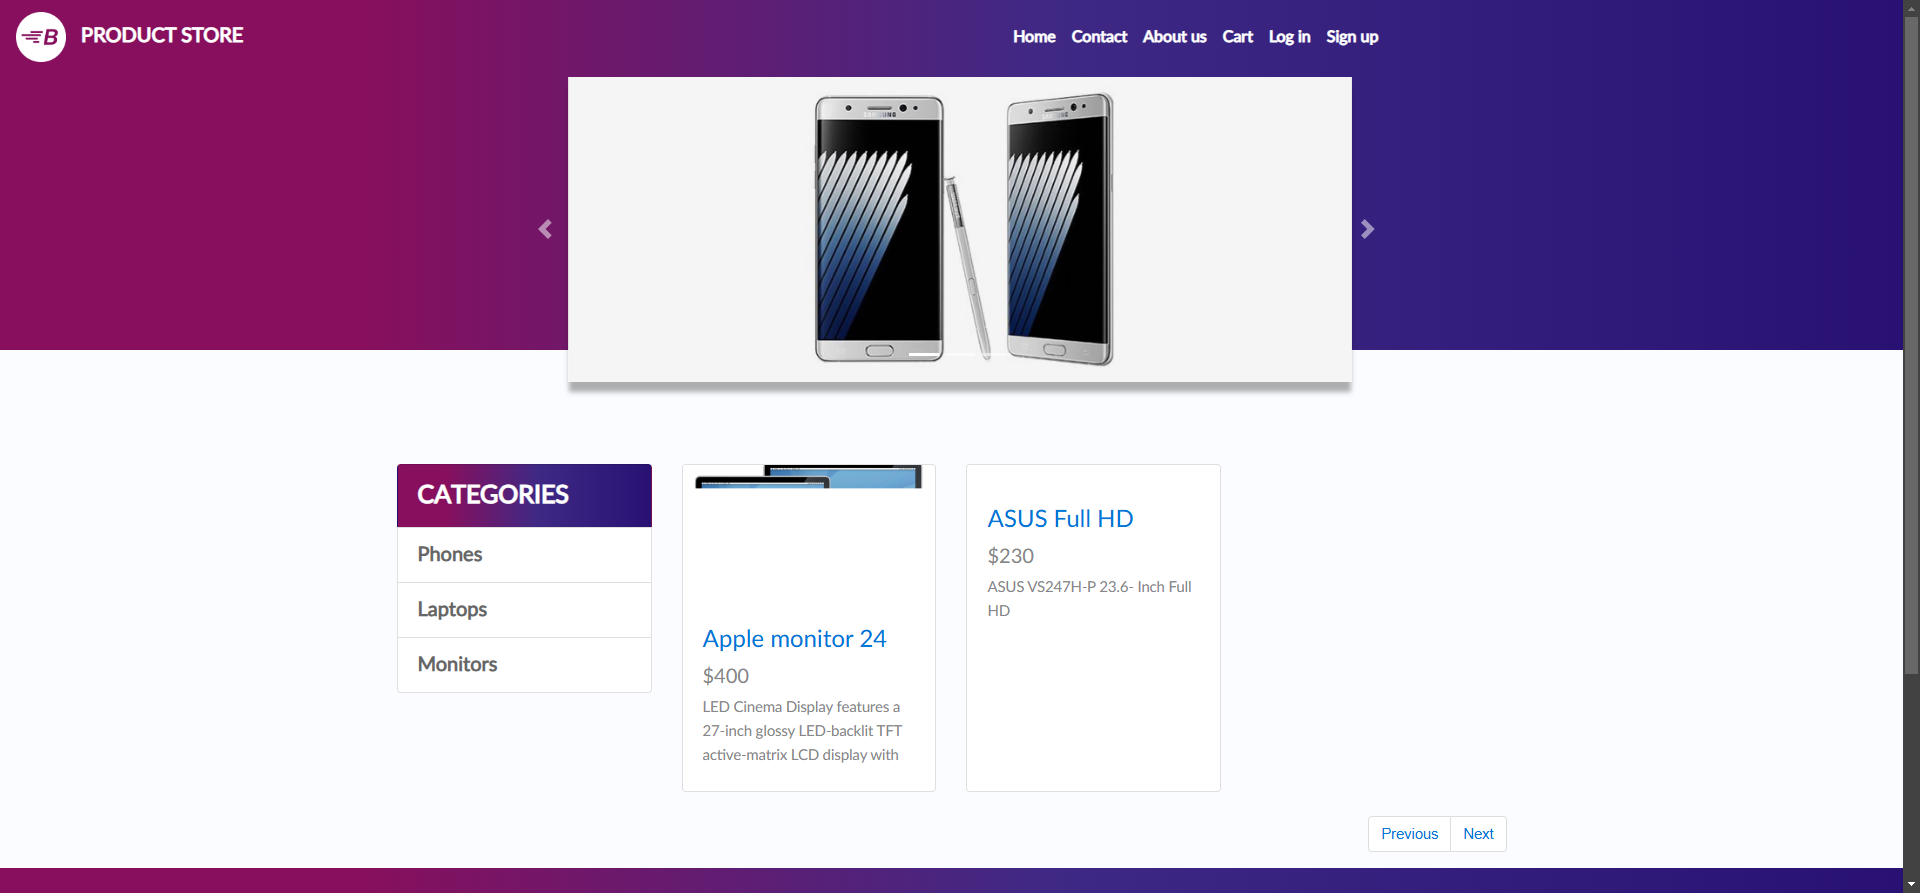 B PRODUCT STORE
Home Contact About us Cart Log in Sign up
SAMSUNG
SAMSUNG
CATEGORIES
Phones
Laptops
Monitors
Apple monitor 24
$400
LED Cinema Display features a
27-inch glossy LED-backlit TFT
active-matrix LCD display with
ASUS Full HD
$230
ASUS VS247H-P 23.6- Inch Full
HD
Previous Next